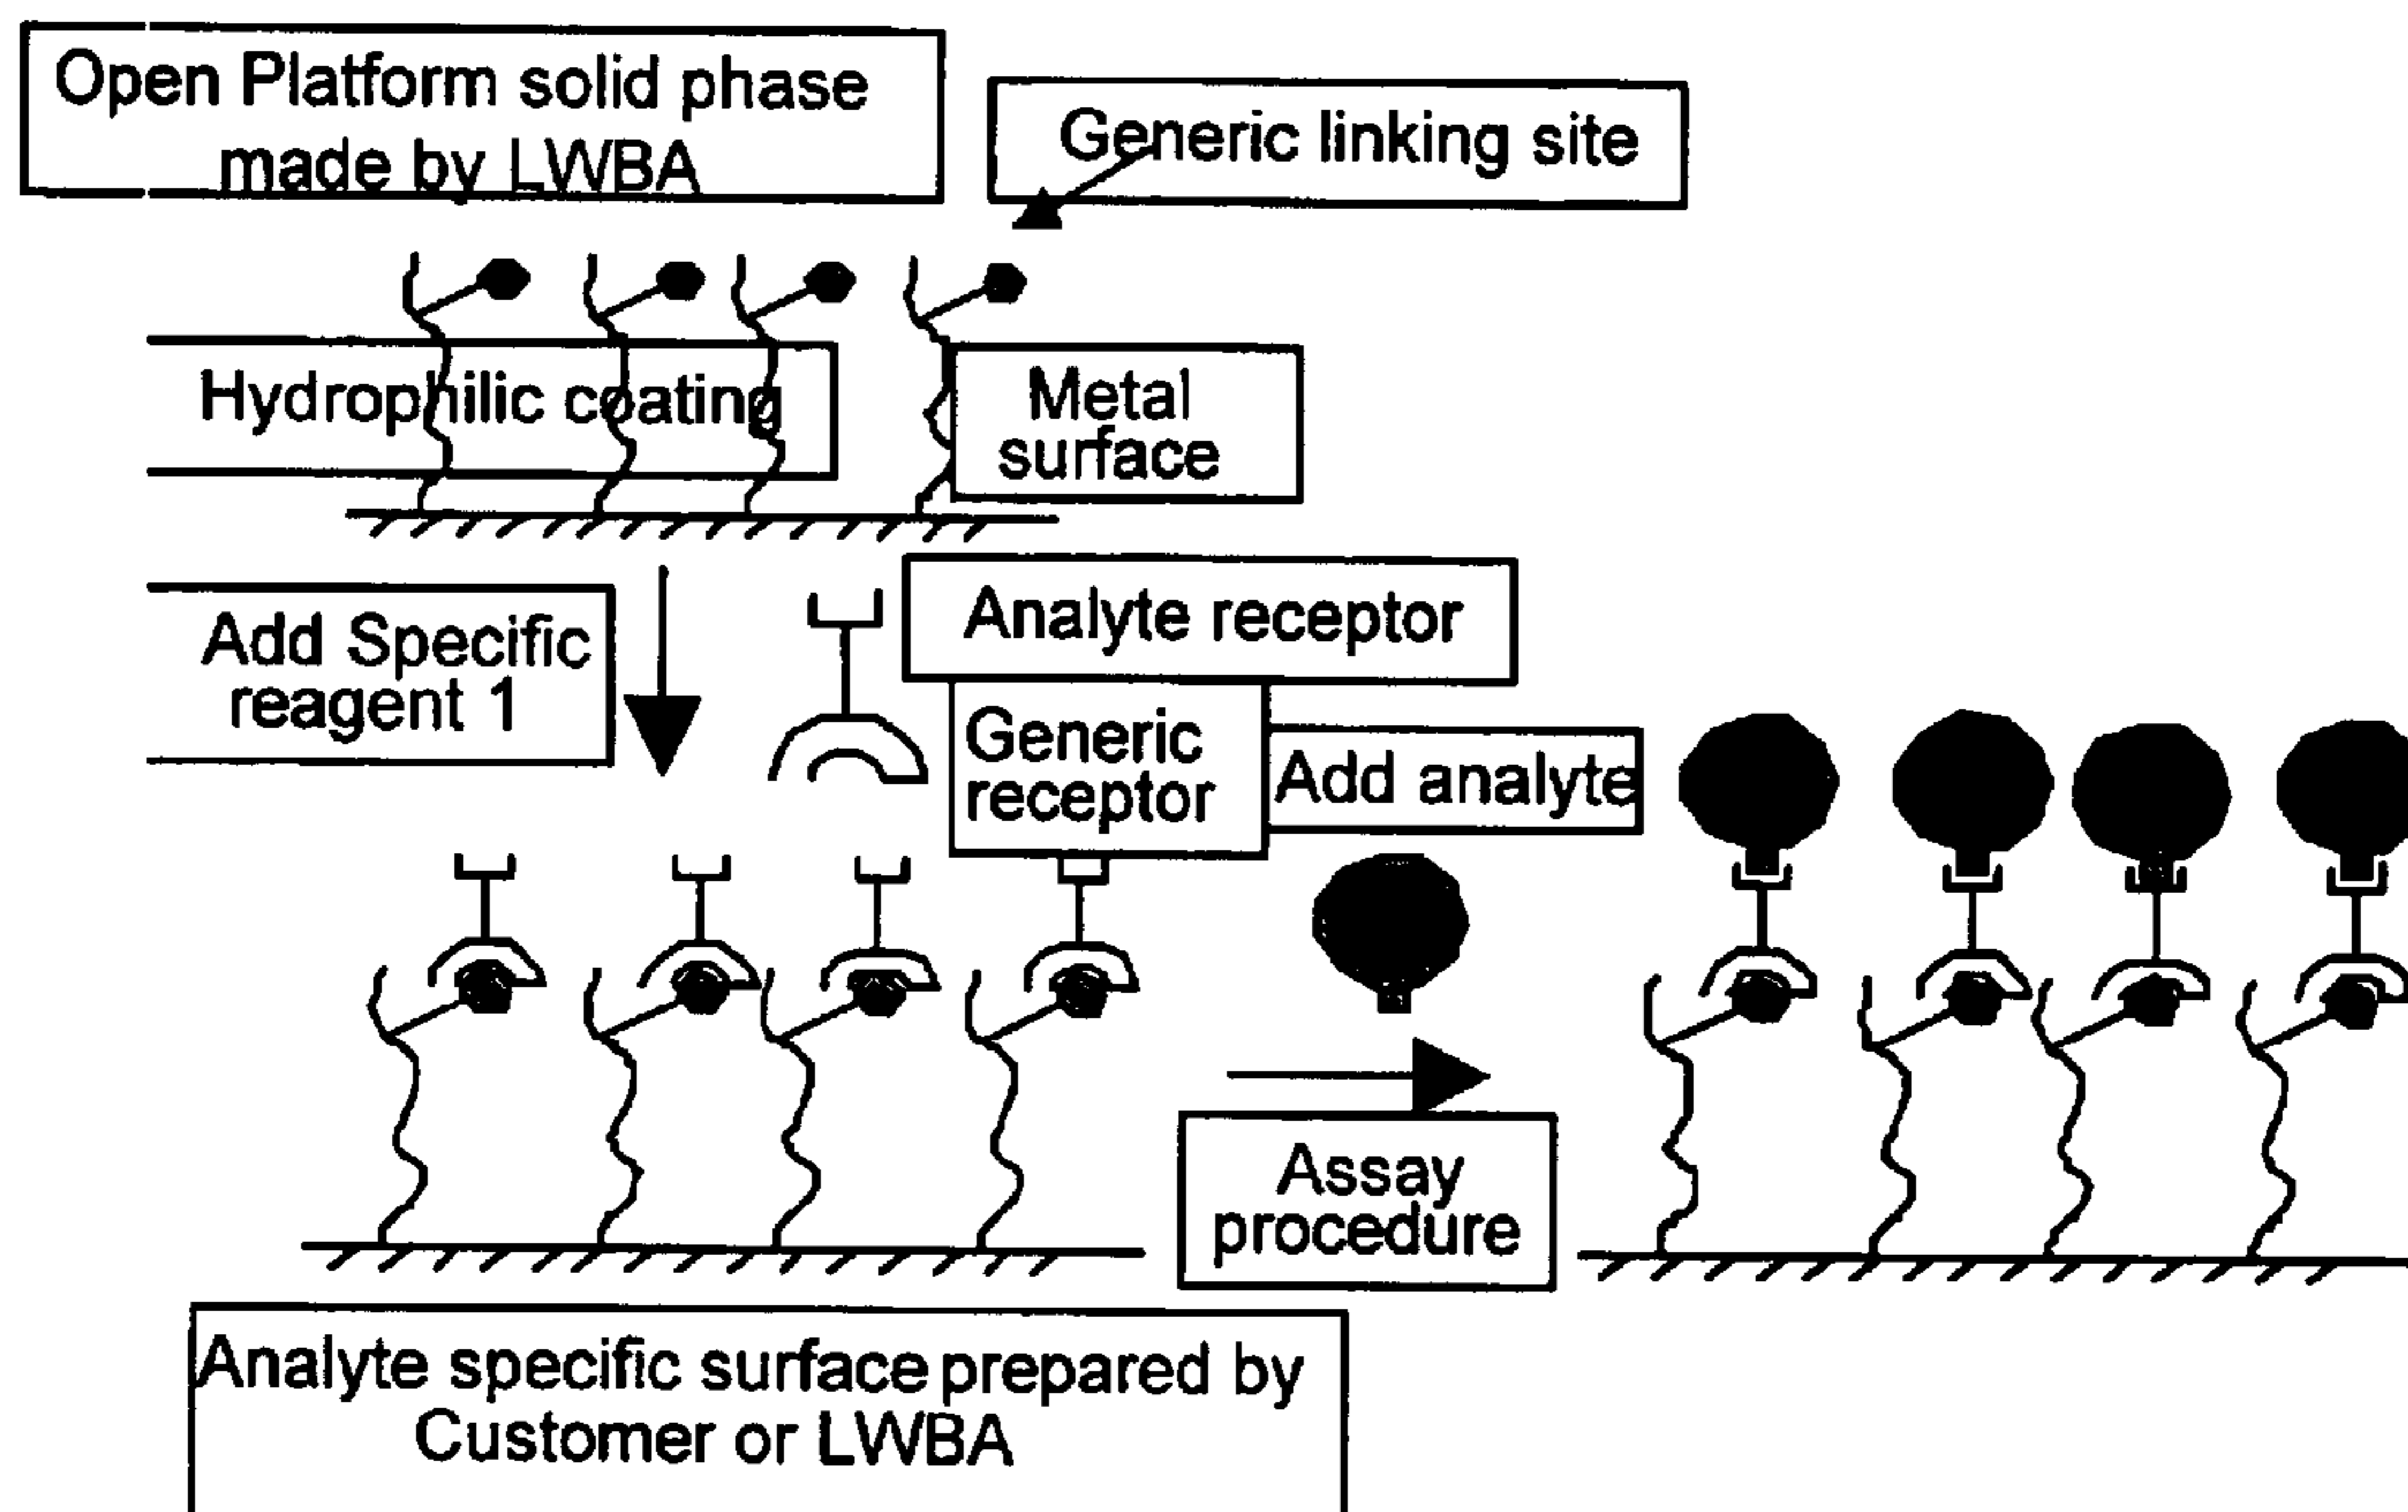 Open Platform solid phase
made by LWBA
Generic linking site
Hydrophilic coating
Metal
surface
Add Specific
reagent 1
Analyte receptor
Generic
receptor
Add analyte
Assay
procedure
Analyte specific surface prepared by
Customer or LWBA